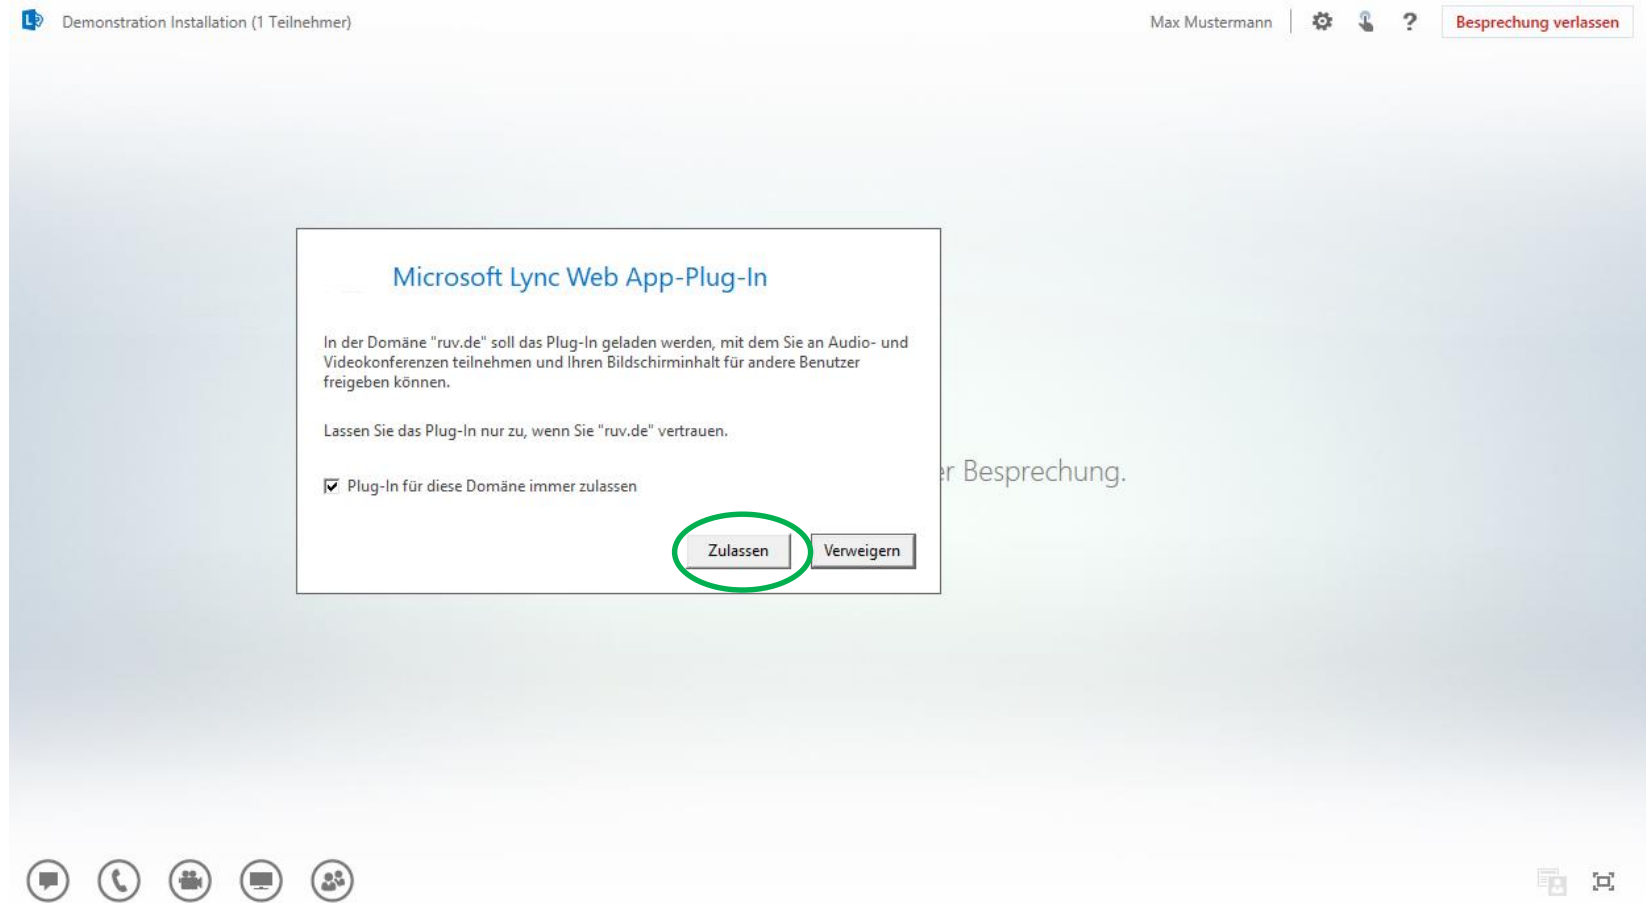 Demonstration Installation (1 Teilnehmer)
Max Mustermann
?
Besprechung verlassen
Microsoft Lync Web App-Plug-In
In der Domäne "ruv.de" soll das Plug-In geladen werden, mit dem Sie an Audio- und
Videokonferenzen teilnehmen und Ihren Bildschirminhalt für andere Benutzer
freigeben können.
Lassen Sie das Plug-In nur zu, wenn Sie "ruv.de" vertrauen.
er Besprechung.
Plug-In für diese Domäne immer zulassen
Zulassen
Verweigern